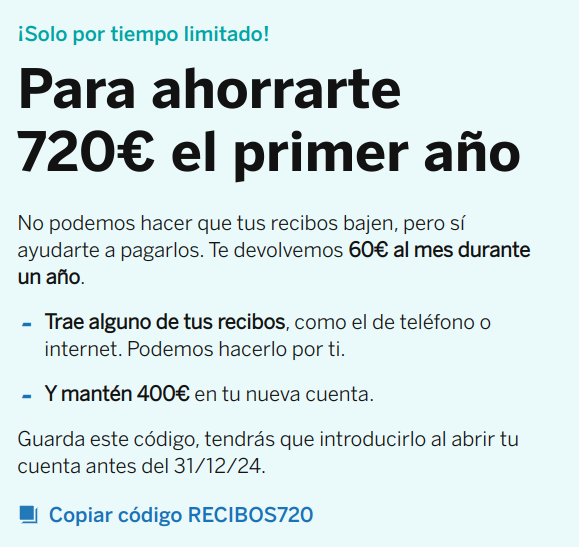 ¡Solo por tiempo limitado!
Para ahorrarte
720€ el primer año
No podemos hacer que tus recibos bajen, pero sí
ayudarte a pagarlos. Te devolvemos 60€ al mes durante
un año.
- Trae alguno de tus recibos, como el de teléfono o
internet. Podemos hacerlo por ti.
- Y mantén 400€ en tu nueva cuenta.
Guarda este código, tendrás que introducirlo al abrir tu
cuenta antes del 31/12/24.
Copiar código RECIBOS720